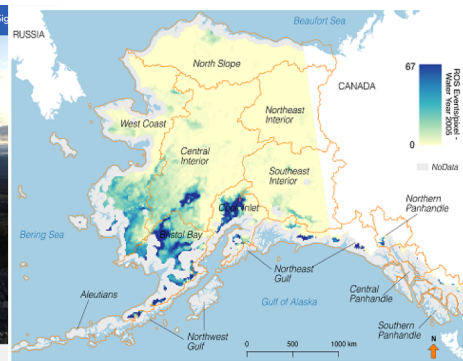 Beaufort Sea
RUSSIA
North Slope
CANADA
67
0
ROS Events/pixel -
Water Year 2005
NoData
West Coast
Northeast
Interior
Central
Interior
Southeast
Interior
Cook Inlet
Northern
Panhandle
Bristol Bay
Bering Sea
Northeast
Gulf
Aleutians
Gulf of Alaska
Central
Panhandle
Northwest
Gulf
Southern
Panhandle
0 500 1000 km
N